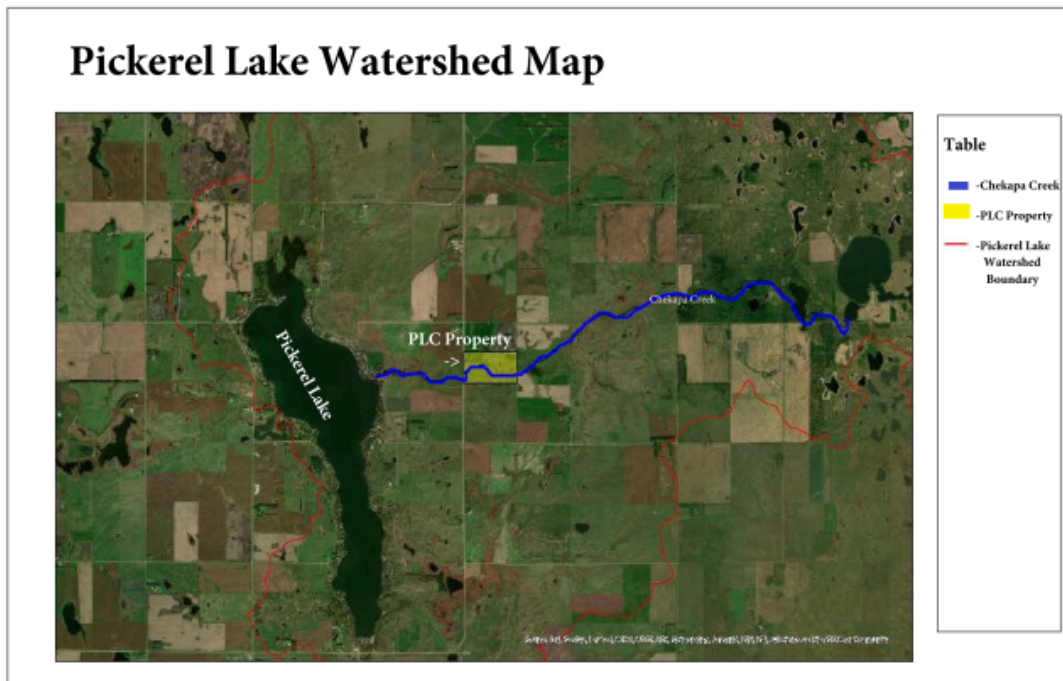 Pickerel Lake Watershed Map
Table
-Chekapa Creek
-PLC Property
-Pickerel Lake
Watershed
Boundary
Chekapa Creek
PLC Property
-7
Pickerel Lake